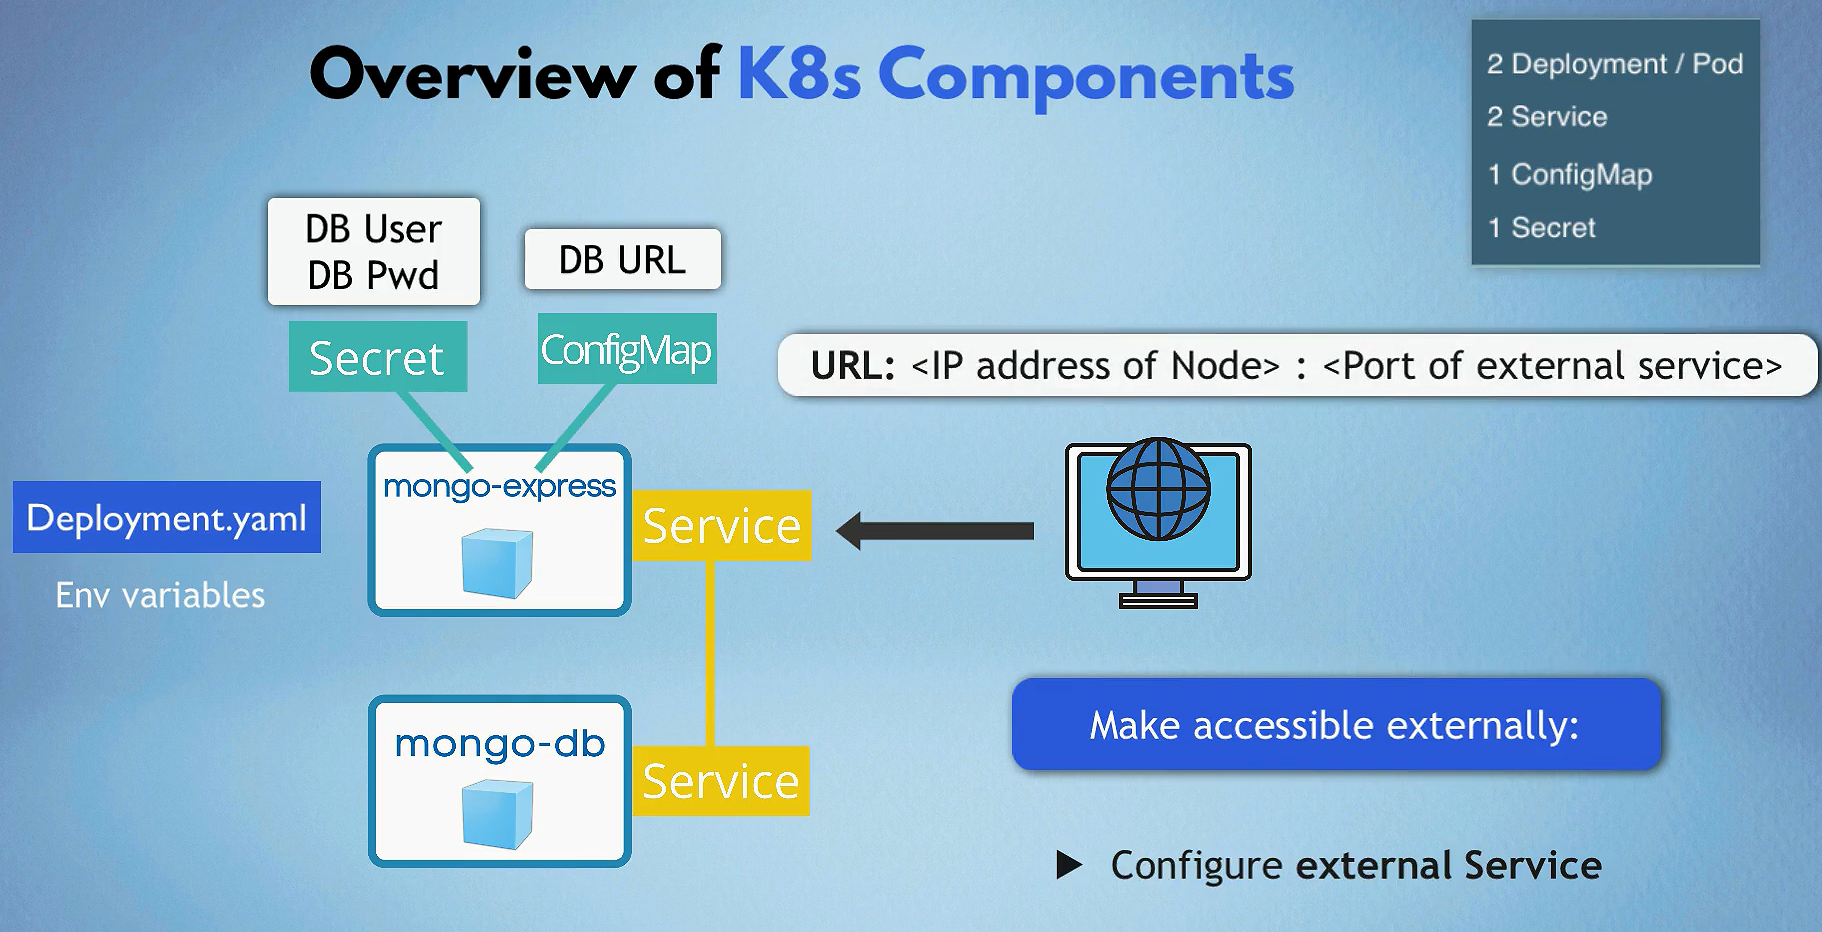 Overview of K8s Components
2 Deployment / Pod
2 Service
1 ConfigMap
1 Secret
DB User
DB Pwd
DB URL
Secret
ConfigMap
URL: <IP address of Node> : <Port of external service>
mongo-express
Deployment.yaml
Service
Env variables
mongo-db
Service
Make accessible externally:
Configure external Service